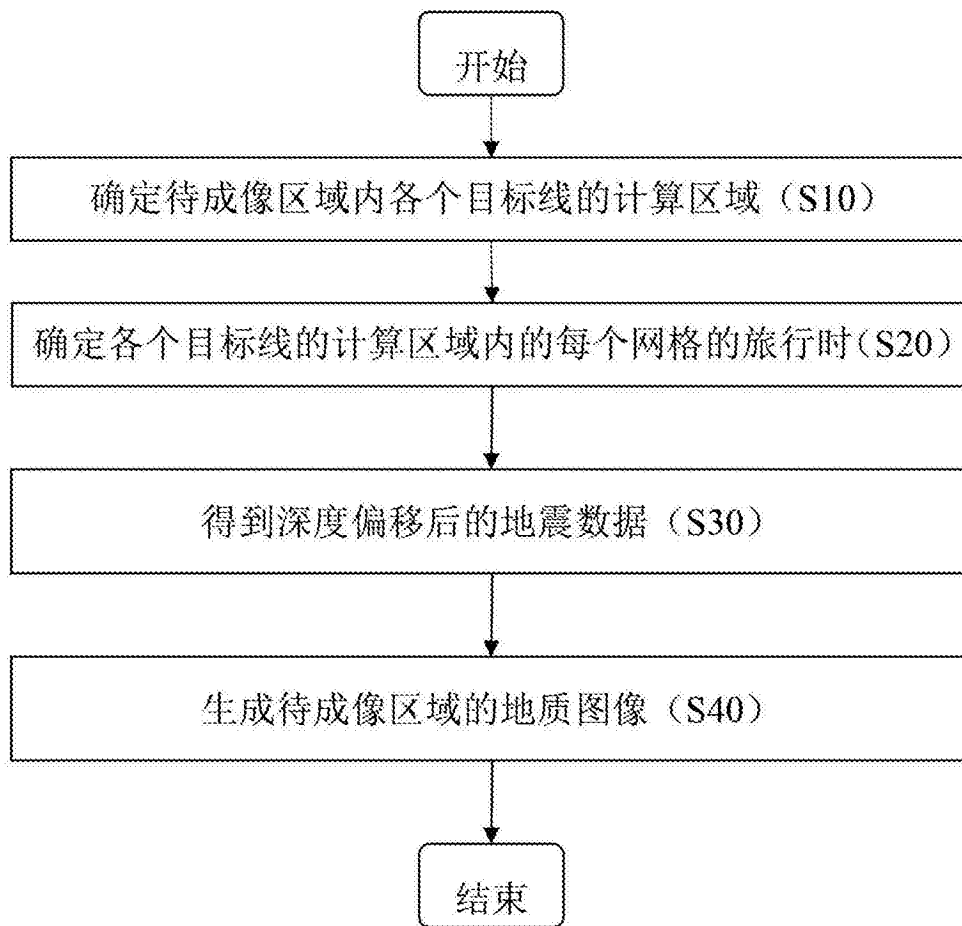 开始
确定待成像区域内各个目标线的计算区域（S10）
确定各个目标线的计算区域内的每个网格的旅行时（S20）
得到深度偏移后的地震数据（S30）
生成待成像区域的地质图像（S40）
结束